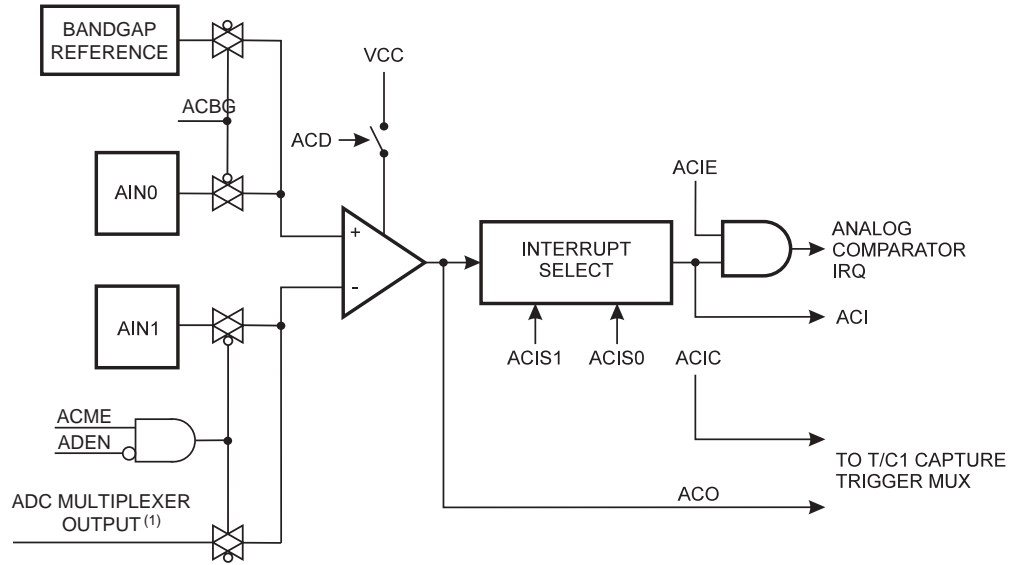 BANDGAP
REFERENCE
VCC
ACBG
ACD
AIN0
ACIE
+
ANALOG
COMPARATOR
IRQ
INTERRUPT
SELECT
-
AIN1
ACI
ACIS1
ACIS0
ACIC
ACME
ADEN
TO T/C1 CAPTURE
TRIGGER MUX
ADC MULTIPLEXER
OUTPUT (1)
ACO